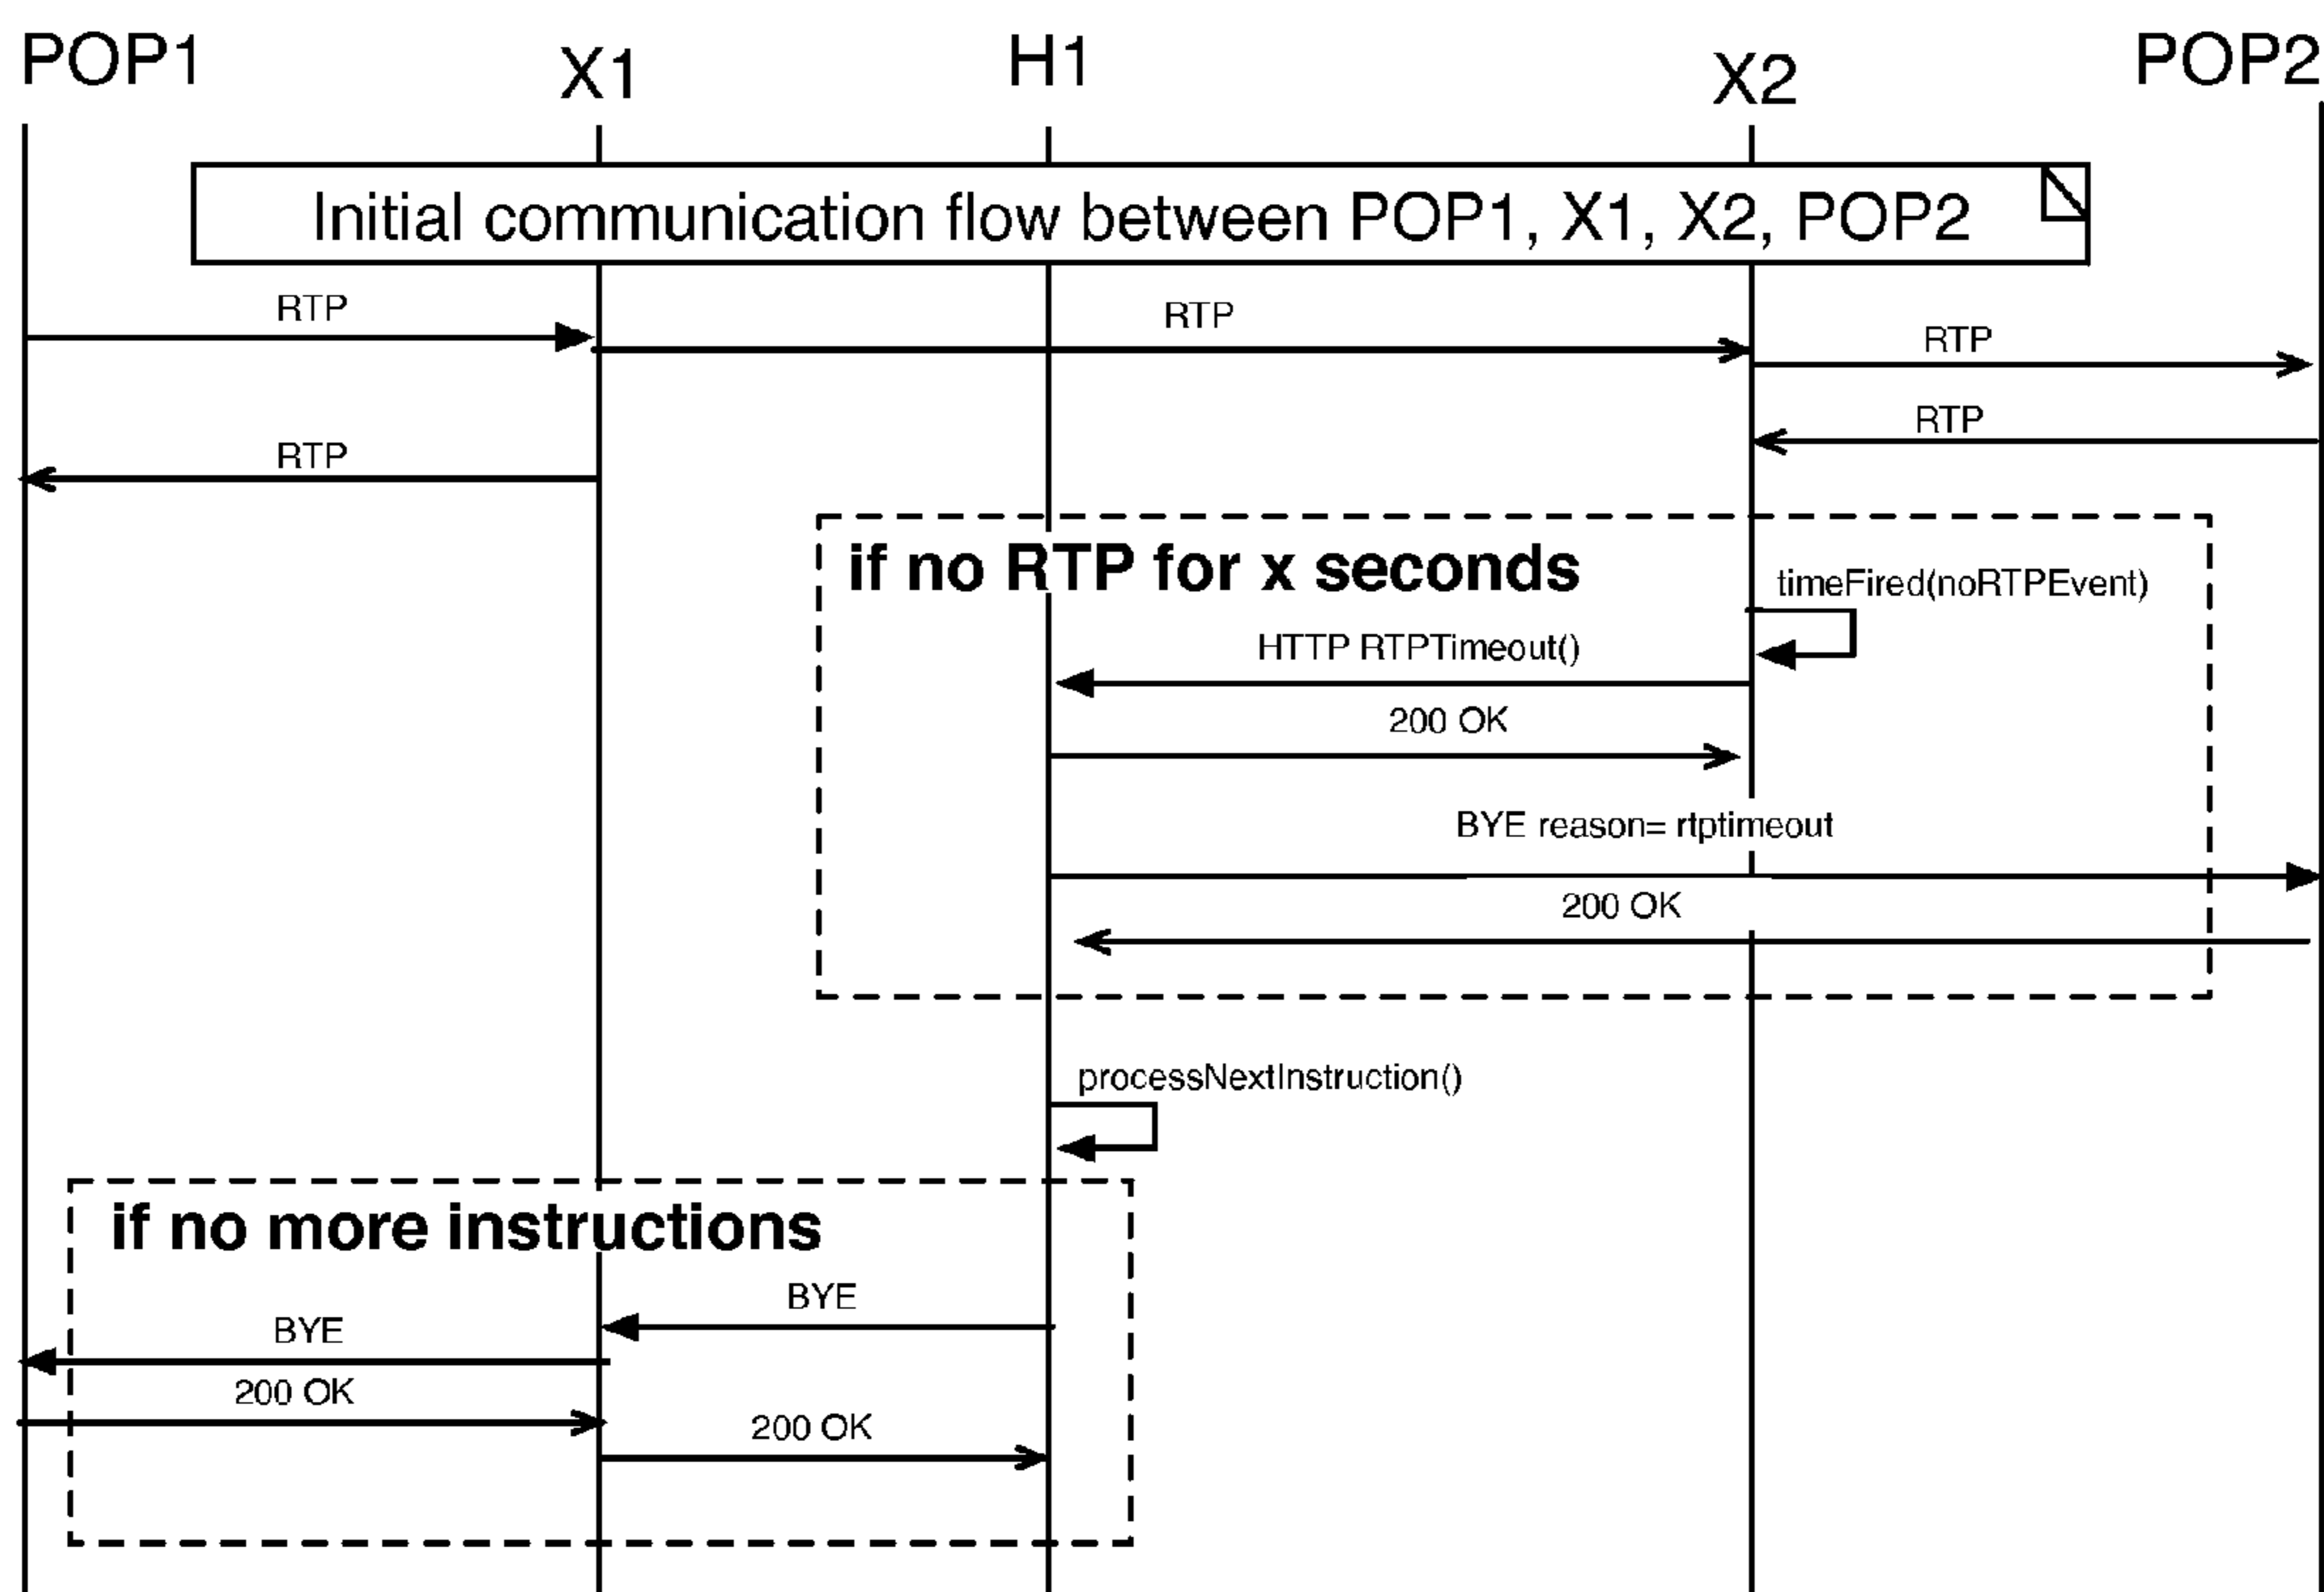 POP1
X1
H1
X2
POP2
Initial communication flow between POP1, X1, X2, POP2
RTP
RTP
RTP
RTP
RTP
if no RTP for x seconds
timeFired(noRTPEvent)
HTTP RTPTimeout()
200 OK
BYE reason= rtptimeout
200 OK
processNextInstruction()
if no more instructions
BYE
BYE
200 OK
200 OK